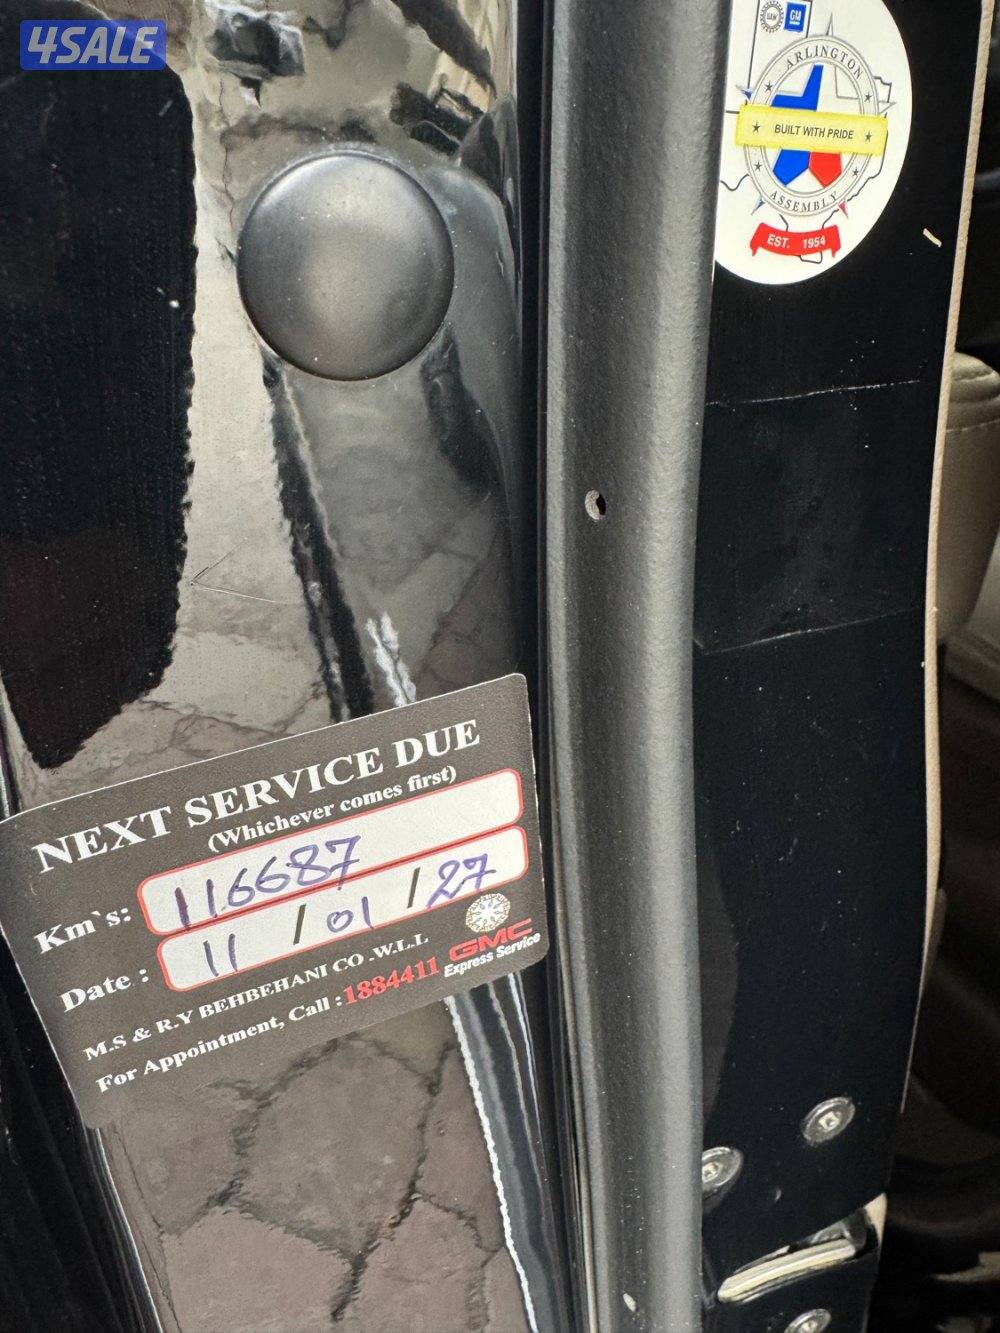 4SALE
GM
ARLINGTON
BUILT WITH PRIDE
ASSEMBLY
EST. 1954
NEXT SERVICE DUE
(Whichever comes first)
Km`s: 116687
Date : 11 / 01 / 27
M.S & R.Y BEHBEHANI CO .W.L.L
For Appointment, Call :1884411
GMC
Express Service